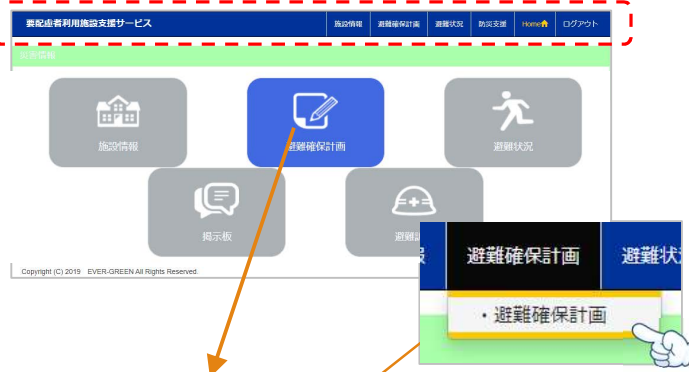 要配慮者利用施設支援サービス
施設情報 避難確保計画 避難状況 防災支援 Home ログアウト
施設情報
避難確保計画
避難状況
掲示板
避難
避難確保計画
避難状
・避難確保計画
Copyright (C) 2019 EVER-GREEN All Rights Reserved.